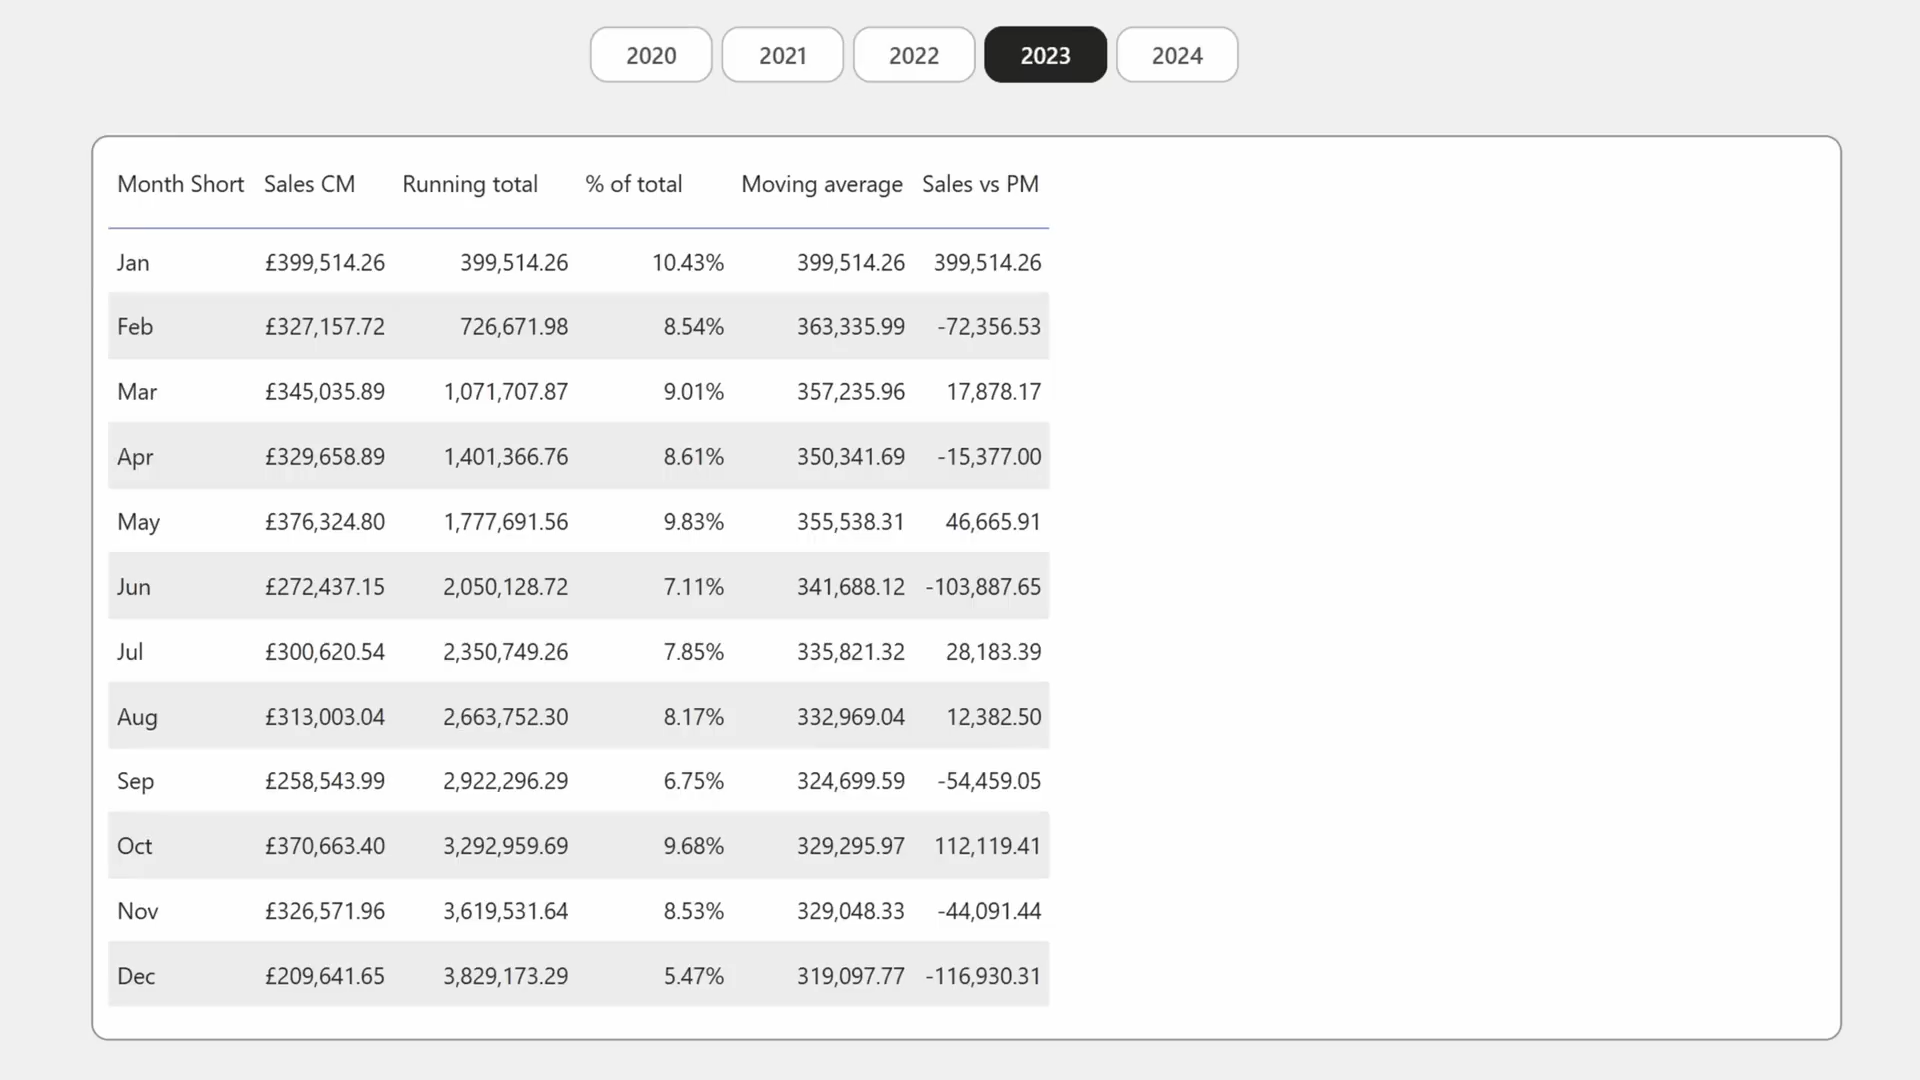 2020 2021 2022 2023 2024
Month Short Sales CM Running total % of total Moving average Sales vs PM
Jan £399,514.26 399,514.26 10.43% 399,514.26 399,514.26
Feb £327,157.72 726,671.98 8.54% 363,335.99 -72,356.53
Mar £345,035.89 1,071,707.87 9.01% 357,235.96 17,878.17
Apr £329,658.89 1,401,366.76 8.61% 350,341.69 -15,377.00
May £376,324.80 1,777,691.56 9.83% 355,538.31 46,665.91
Jun £272,437.15 2,050,128.72 7.11% 341,688.12 -103,887.65
Jul £300,620.54 2,350,749.26 7.85% 335,821.32 28,183.39
Aug £313,003.04 2,663,752.30 8.17% 332,969.04 12,382.50
Sep £258,543.99 2,922,296.29 6.75% 324,699.59 -54,459.05
Oct £370,663.40 3,292,959.69 9.68% 329,295.97 112,119.41
Nov £326,571.96 3,619,531.64 8.53% 329,048.33 -44,091.44
Dec £209,641.65 3,829,173.29 5.47% 319,097.77 -116,930.31